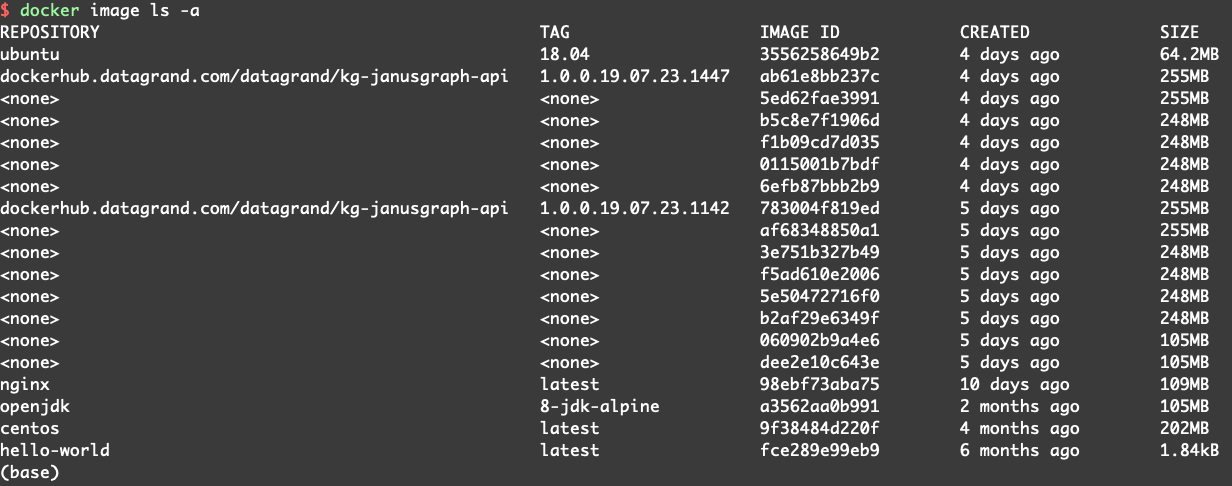 $ docker image ls -a
REPOSITORY TAG IMAGE ID CREATED SIZE
ubuntu 18.04 3556258649b2 4 days ago 64.2MB
dockerhub.datagrand.com/datagrand/kg-janusgraph-api 1.0.0.19.07.23.1447 ab61e8bb237c 4 days ago 255MB
<none> <none> 5ed62fae3991 4 days ago 255MB
<none> <none> b5c8e7f1906d 4 days ago 248MB
<none> <none> f1b09cd7d035 4 days ago 248MB
<none> <none> 0115001b7bdf 4 days ago 248MB
<none> <none> 6efb87bbb2b9 4 days ago 248MB
dockerhub.datagrand.com/datagrand/kg-janusgraph-api 1.0.0.19.07.23.1142 783004f819ed 5 days ago 255MB
<none> <none> af68348850a1 5 days ago 255MB
<none> <none> 3e751b327b49 5 days ago 248MB
<none> <none> f5ad610e2006 5 days ago 248MB
<none> <none> 5e50472716f0 5 days ago 248MB
<none> <none> b2af29e6349f 5 days ago 248MB
<none> <none> 060902b9a4e6 5 days ago 105MB
<none> <none> dee2e10c643e 5 days ago 105MB
nginx latest 98ebf73aba75 10 days ago 109MB
openjdk 8-jdk-alpine a3562aa0b991 2 months ago 105MB
centos latest 9f38484d220f 4 months ago 202MB
hello-world latest fce289e99eb9 6 months ago 1.84kB
(base)